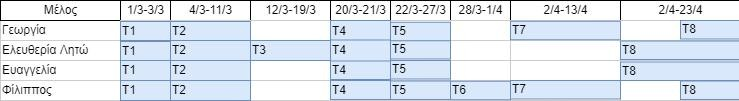 Μέλος 1/3-3/3 4/3-11/3 12/3-19/3 20/3-21/3 22/3-27/3 28/3-1/4 2/4-13/4 2/4-23/4
Γεωργία T1 T2 T4 T5 T7 T8
Ελευθερία Λητώ T1 T2 T3 T4 T5 T8
Ευαγγελία T1 T2 T4 T5 T8
Φίλιππος T1 T2 T4 T5 T6 T7 T8